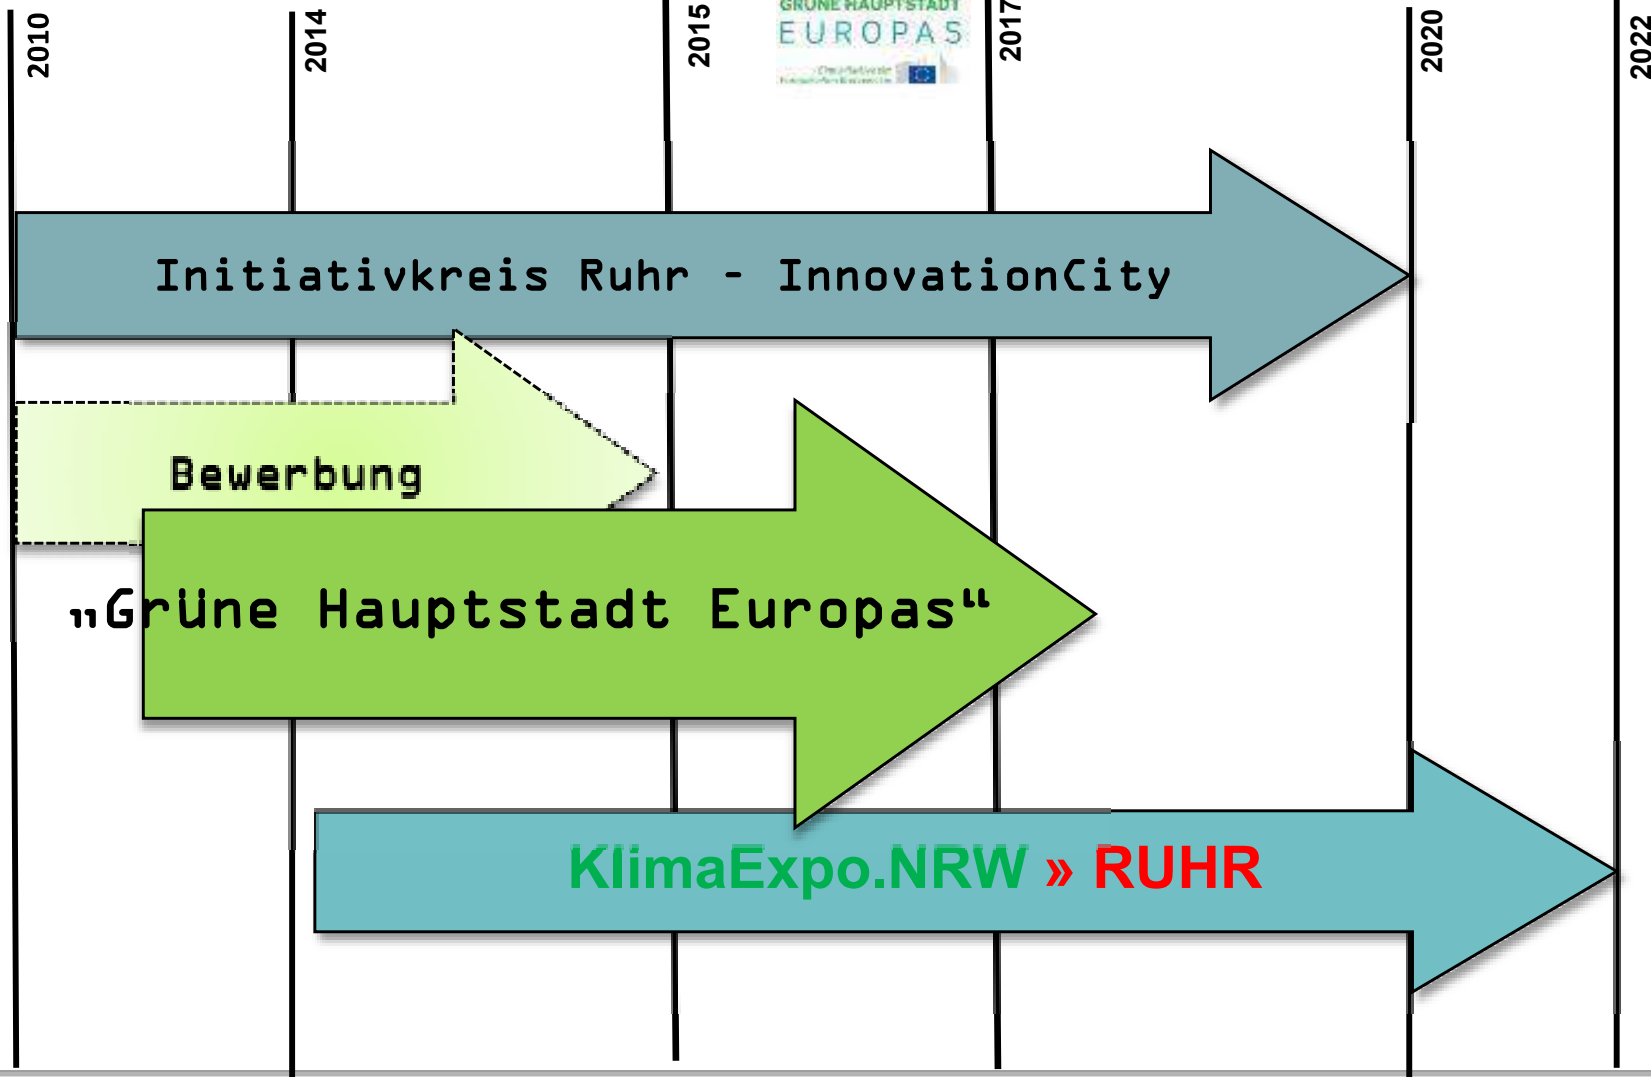 2010
2014
2015
GRÜNE HAUPTSTADT
EUROPAS
2017
2020
2022
Initiativkreis Ruhr - InnovationCity
Bewerbung
„Grüne Hauptstadt Europas“
KlimaExpo.NRW » RUHR